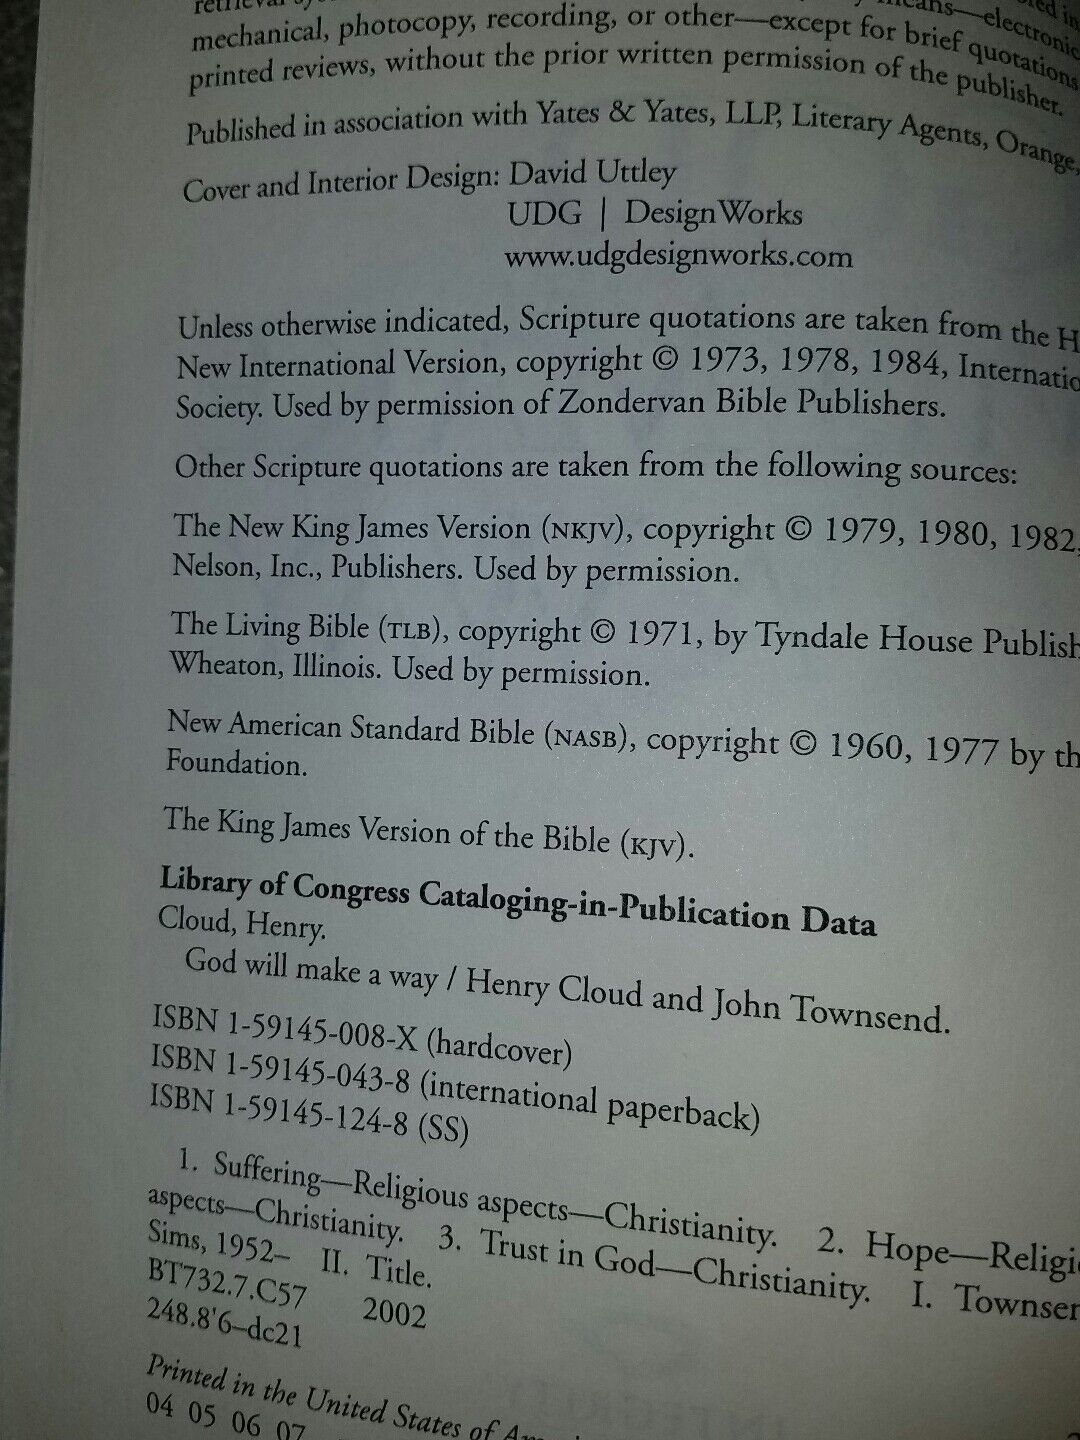 mechanical, photocopy, recording, or other—except for brief quotations
printed reviews, without the prior written permission of the publisher.
Published in association with Yates & Yates, LLP, Literary Agents, Orange,
Cover and Interior Design: David Uttley
UDG | DesignWorks
www.udgdesignworks.com
Unless otherwise indicated, Scripture quotations are taken from the H
New International Version, copyright © 1973, 1978, 1984, Internatio
Society. Used by permission of Zondervan Bible Publishers.
Other Scripture quotations are taken from the following sources:
The New King James Version (NKJV), copyright © 1979, 1980, 1982,
Nelson, Inc., Publishers. Used by permission.
The Living Bible (TLB), copyright © 1971, by Tyndale House Publish
Wheaton, Illinois. Used by permission.
New American Standard Bible (NASB), copyright © 1960, 1977 by th
Foundation.
The King James Version of the Bible (KJV).
Library of Congress Cataloging-in-Publication Data
Cloud, Henry.
God will make a way / Henry Cloud and John Townsend.
ISBN 1-59145-008-X (hardcover)
ISBN 1-59145-043-8 (international paperback)
ISBN 1-59145-124-8 (SS)
1. Suffering—Religious aspects—Christianity. 2. Hope—Religi
aspects—Christianity. 3. Trust in God—Christianity. I. Townsen
Sims, 1952– II. Title.
BT732.7.C57 2002
248.8'6–dc21
Printed in the United States of Am
04 05 06 07